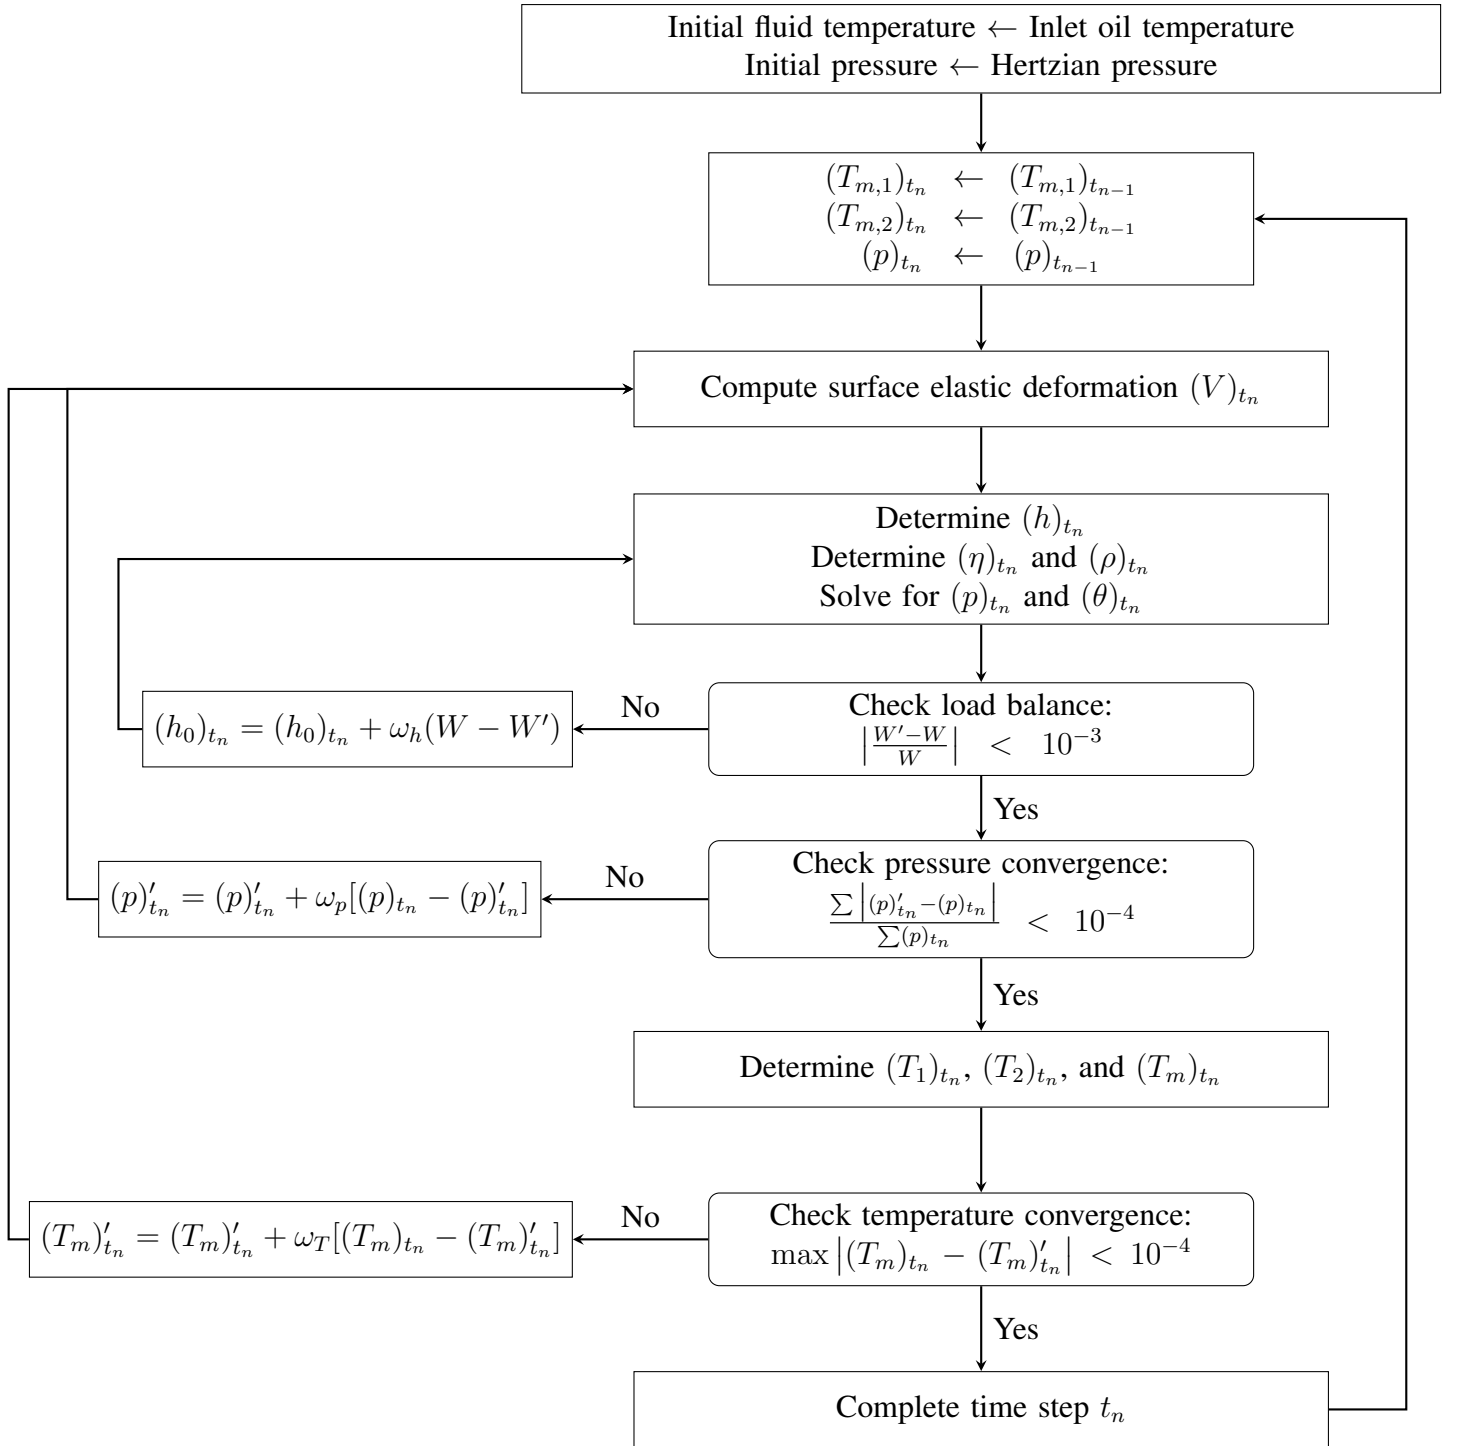 Initial fluid temperature ← Inlet oil temperature
Initial pressure ← Hertzian pressure
(T_{m,1})_{t_n} ← (T_{m,1})_{t_{n−1}}
(T_{m,2})_{t_n} ← (T_{m,2})_{t_{n−1}}
(p)_{t_n} ← (p)_{t_{n−1}}
Compute surface elastic deformation (V)_{t_n}
Determine (h)_{t_n}
Determine (η)_{t_n} and (ρ)_{t_n}
Solve for (p)_{t_n} and (θ)_{t_n}
Check load balance:
|\frac{W′−W}{W}| < 10^{−3}
No
(h_0)_{t_n} = (h_0)_{t_n} + ω_h(W − W′)
Yes
Check pressure convergence:
\frac{∑|(p)′_{t_n}−(p)_{t_n}|}{∑(p)_{t_n}} < 10^{−4}
No
(p)′_{t_n} = (p)′_{t_n} + ω_p[(p)_{t_n} − (p)′_{t_n}]
Yes
Determine (T_1)_{t_n}, (T_2)_{t_n}, and (T_m)_{t_n}
Check temperature convergence:
max|(T_m)_{t_n} − (T_m)′_{t_n}| < 10^{−4}
No
(T_m)′_{t_n} = (T_m)′_{t_n} + ω_T[(T_m)_{t_n} − (T_m)′_{t_n}]
Yes
Complete time step t_n